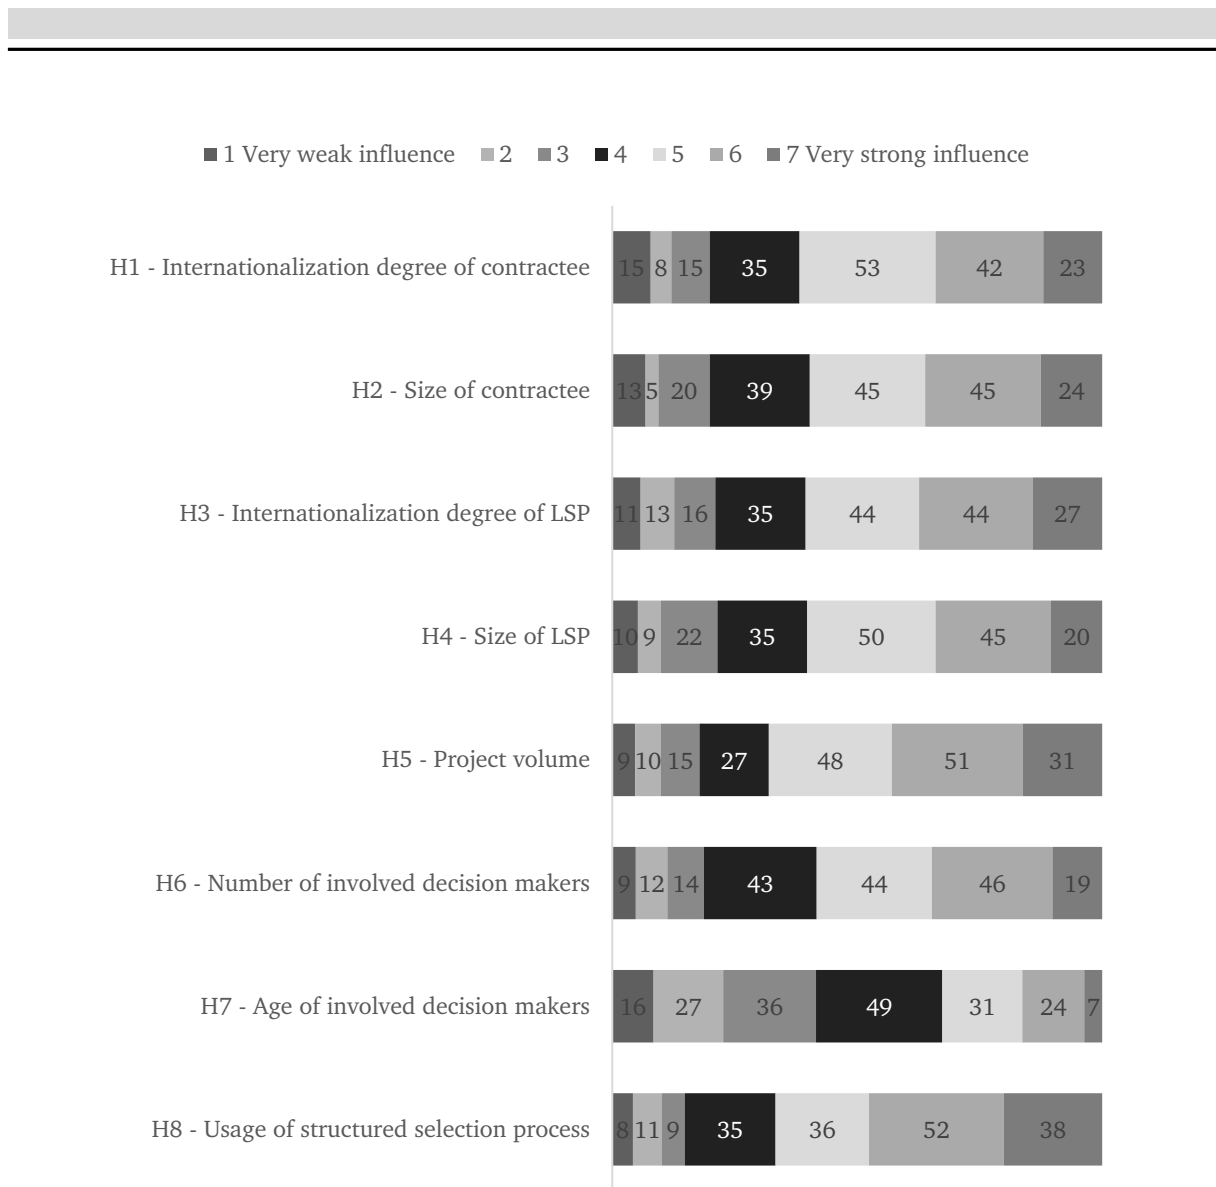 1 Very weak influence 2 3 4 5 6 7 Very strong influence
H1 - Internationalization degree of contractee 15 8 15 35 53 42 23
H2 - Size of contractee 13 5 20 39 45 45 24
H3 - Internationalization degree of LSP 11 13 16 35 44 44 27
H4 - Size of LSP 10 9 22 35 50 45 20
H5 - Project volume 9 10 15 27 48 51 31
H6 - Number of involved decision makers 9 12 14 43 44 46 19
H7 - Age of involved decision makers 16 27 36 49 31 24 7
H8 - Usage of structured selection process 8 11 9 35 36 52 38